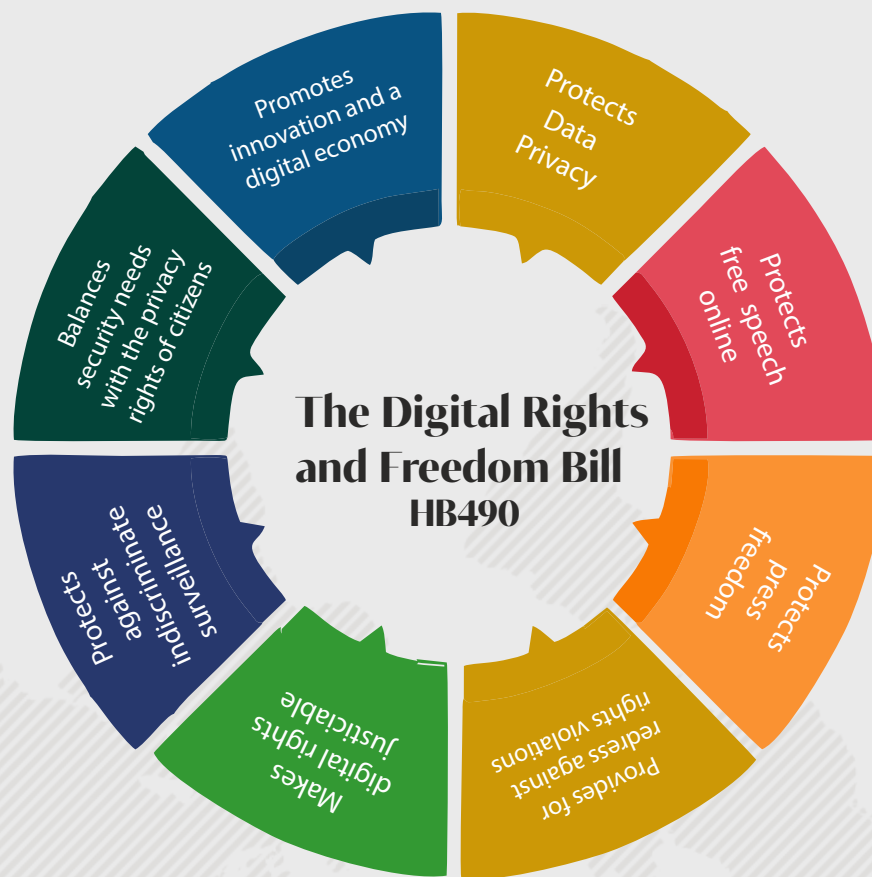 The Digital Rights
and Freedom Bill
HB490
Protects
Data
Privacy
Protects
free speech
online
Protects
press
freedom
Provides for
redress against
rights violations
Makes
digital rights
justiciable
Protects
against
indiscriminate
surveillance
Balances
security needs
with the privacy
rights of citizens
Promotes
innovation and a
digital economy